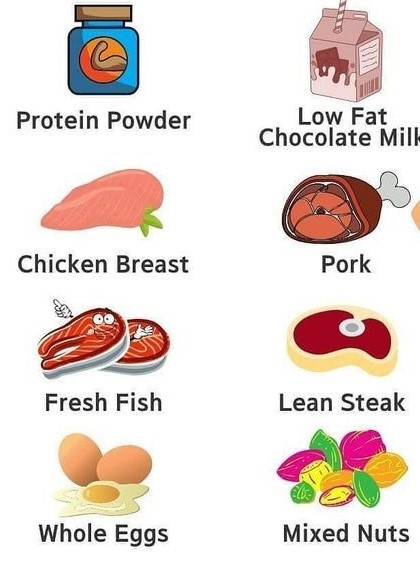 Protein Powder
Low Fat
Chocolate Milk
Chicken Breast
Pork
Fresh Fish
Lean Steak
Whole Eggs
Mixed Nuts